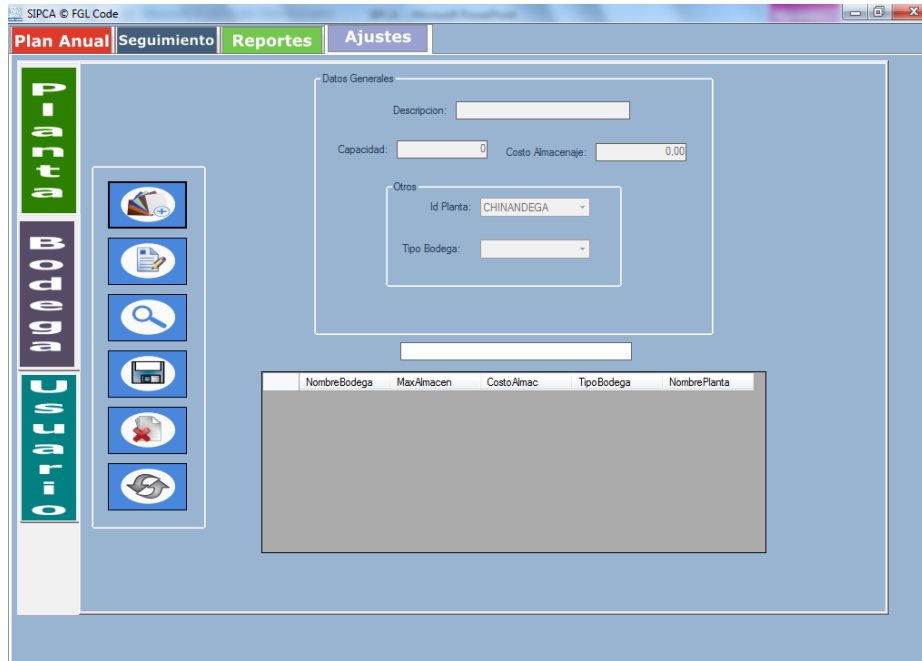 SIPCA © FGL Code
Plan Anual Seguimiento Reportes Ajustes
Planta
Bodega
Usuario
Datos Generales
Descripcion:
Capacidad: 0 Costo Almacenaje: 0,00
Otros
Id Planta: CHINANDEGA
Tipo Bodega:
NombreBodega MaxAlmacen CostoAlmac TipoBodega NombrePlanta